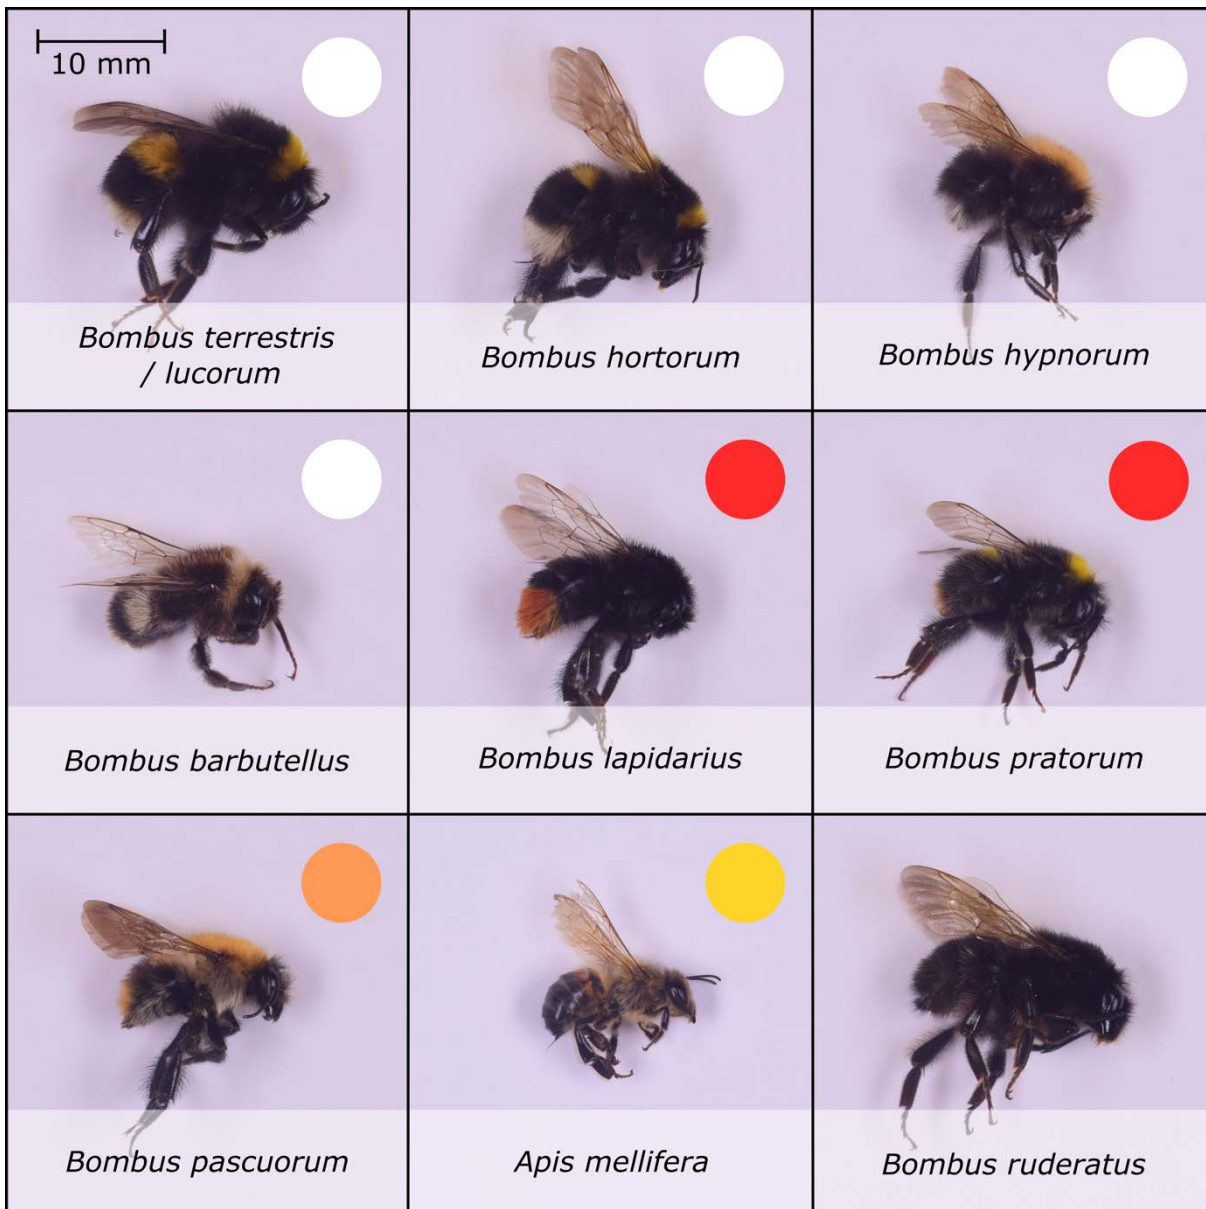 10 mm
Bombus terrestris
/ lucorum
Bombus hortorum
Bombus hypnorum
Bombus barbutellus
Bombus lapidarius
Bombus pratorum
Bombus pascuorum
Apis mellifera
Bombus ruderatus